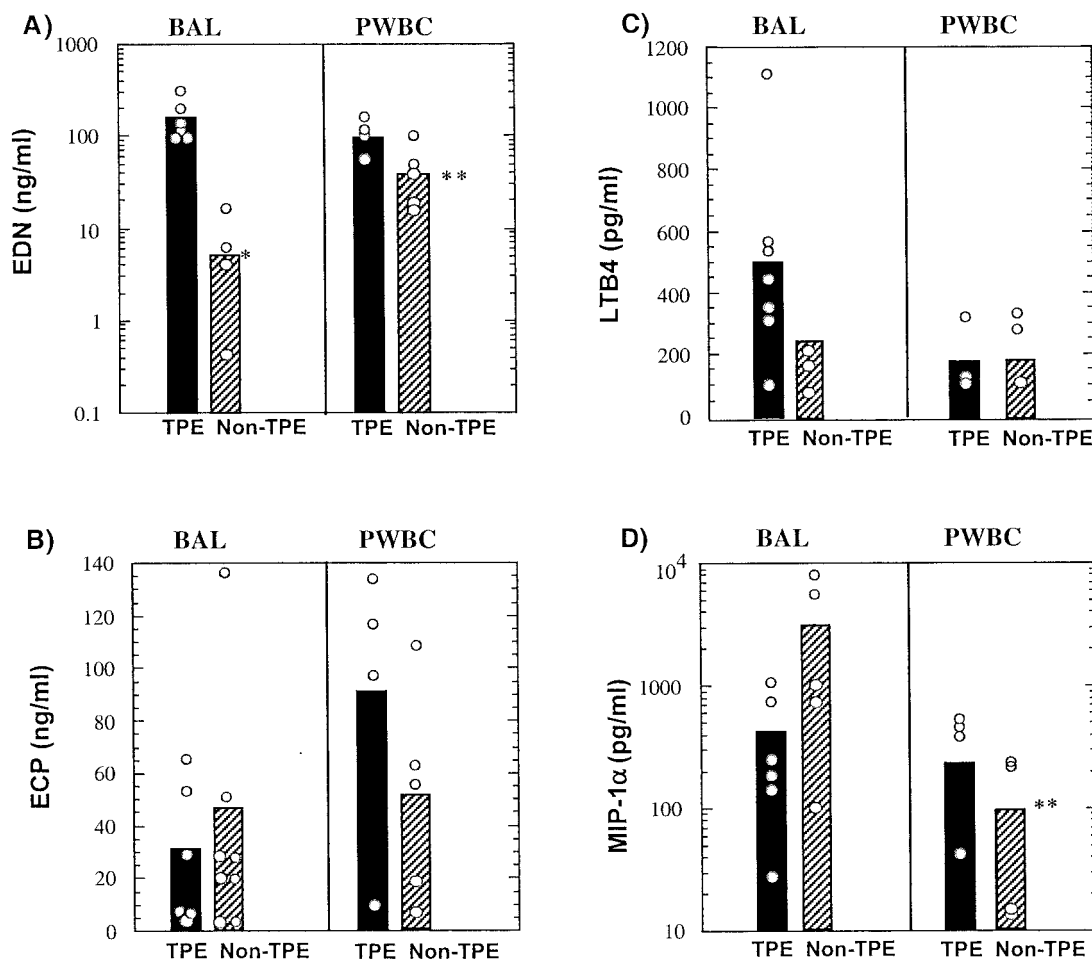 A)
BAL PWBC
1000
100
10
1
0.1
EDN (ng/ml)
*
**
TPE Non-TPE TPE Non-TPE
C)
BAL PWBC
1200
1000
800
600
400
200
0
LTB4 (pg/ml)
TPE Non-TPE TPE Non-TPE
B)
BAL PWBC
140
120
100
80
60
40
20
0
ECP (ng/ml)
TPE Non-TPE TPE Non-TPE
D)
BAL PWBC
10⁴
1000
100
10
MIP-1α (pg/ml)
**
TPE Non-TPE TPE Non-TPE